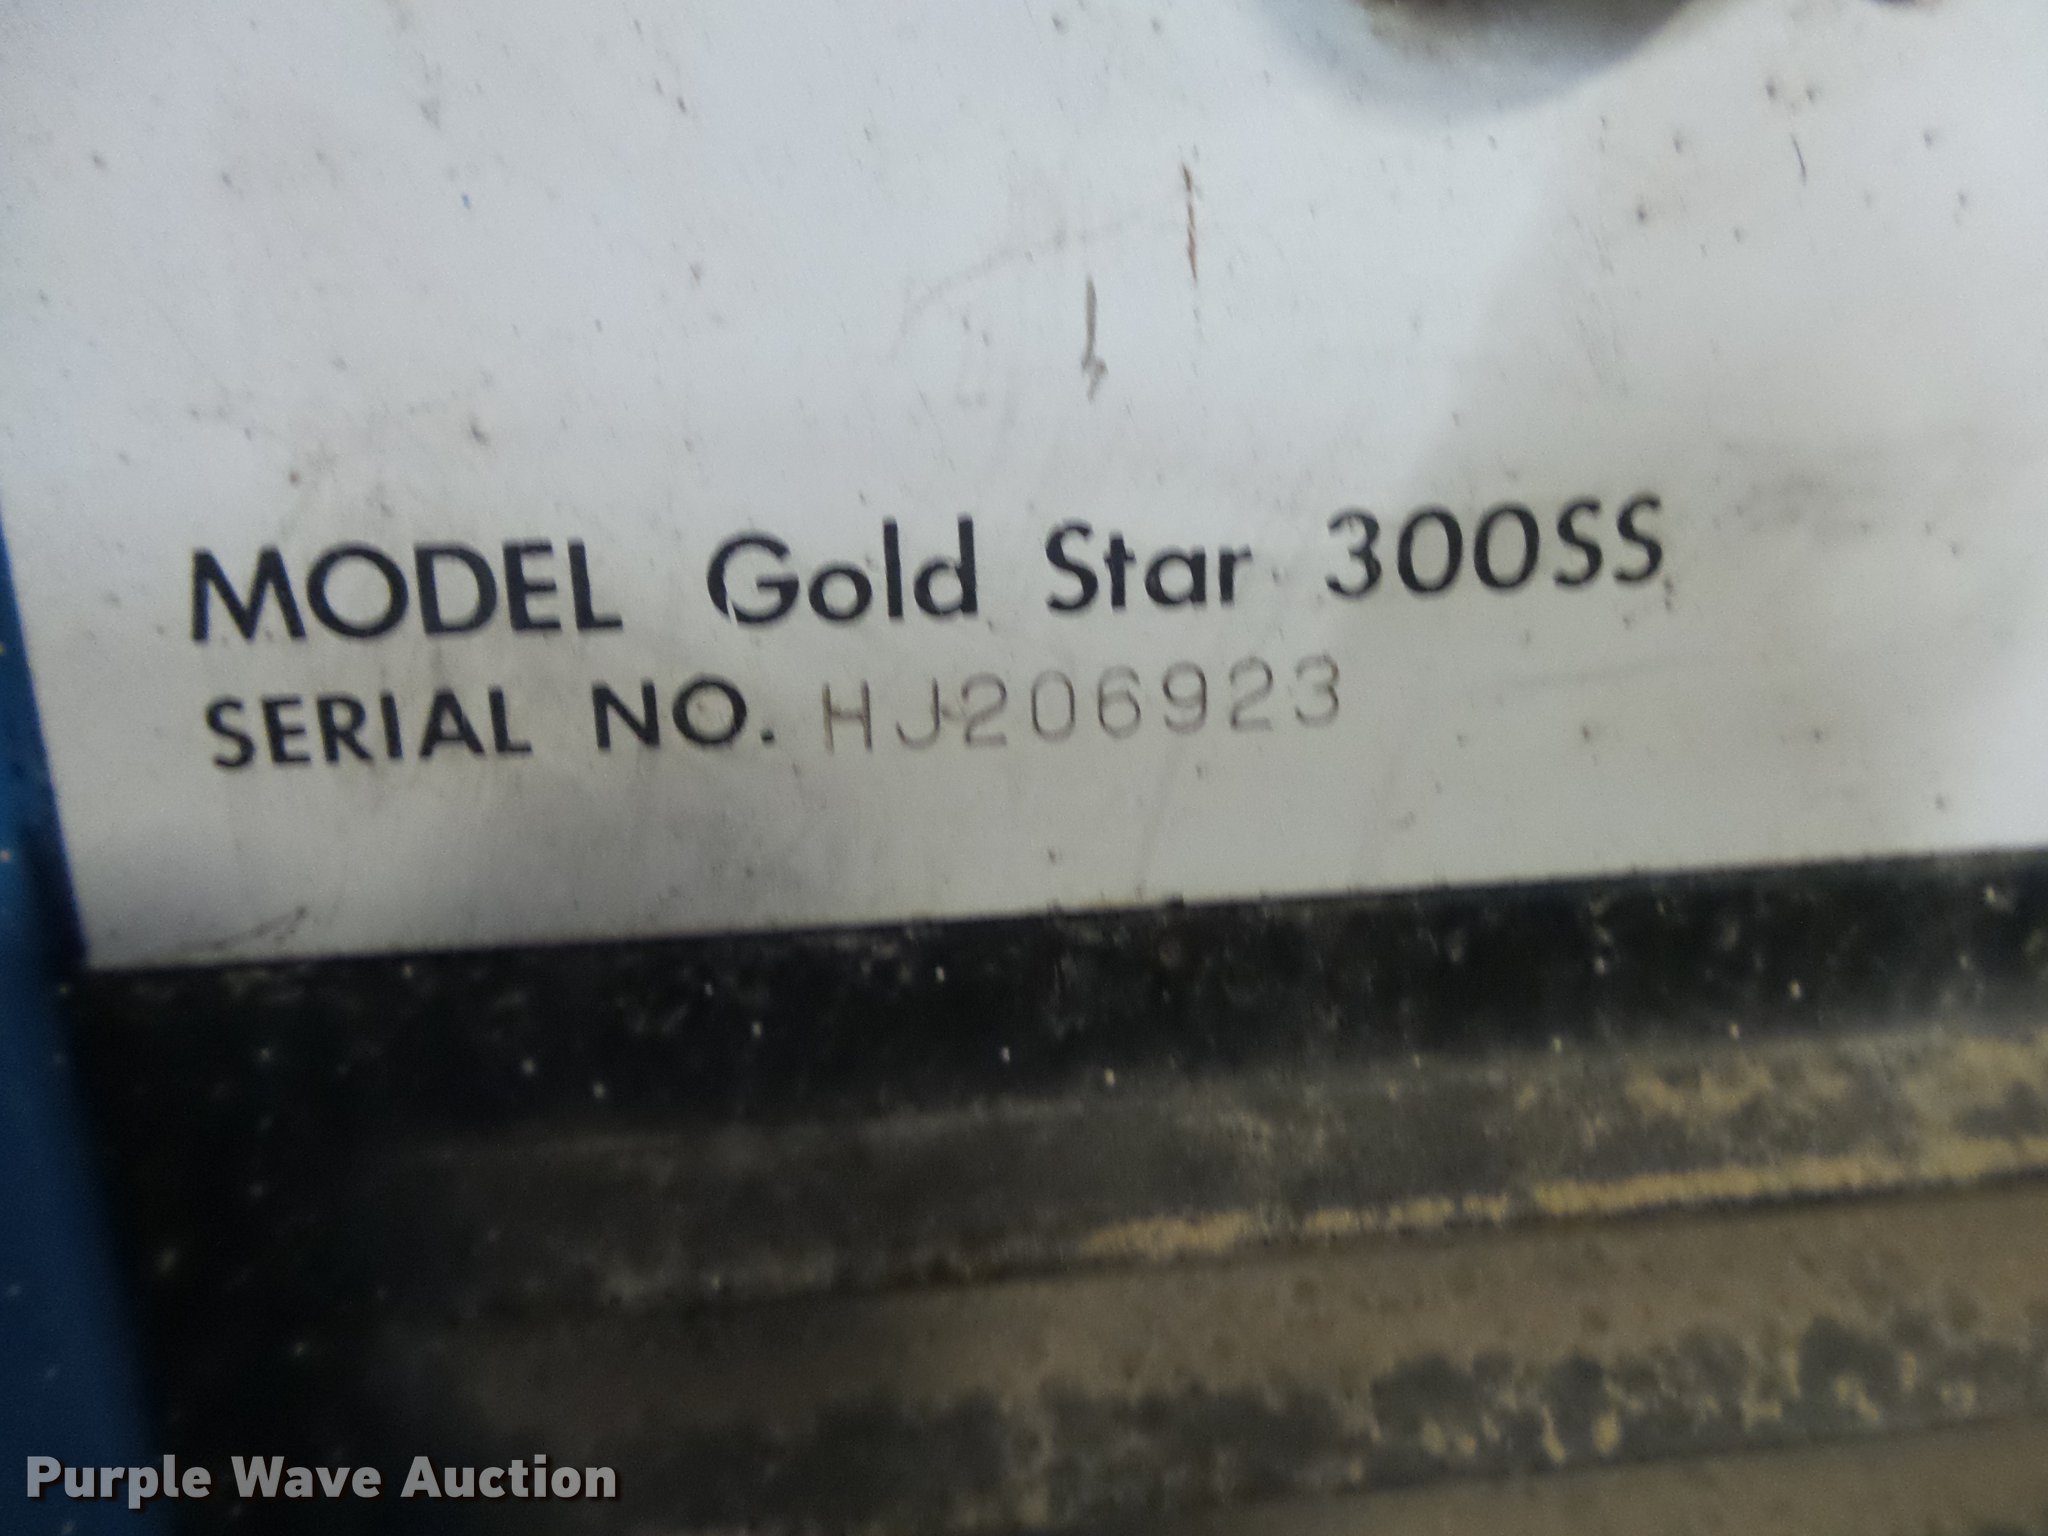 MODEL Gold Star 300SS
SERIAL NO. HJ206923
Purple Wave Auction